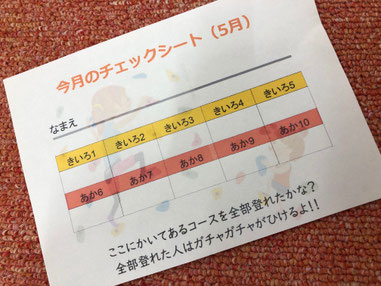 今月のチェックシート（5月）
なまえ
きいろ1 きいろ2 きいろ3 きいろ4 きいろ5
あか6 あか7 あか8 あか9 あか10
ここにかいてあるコースを全部登れたかな？
全部登れた人はガチャガチャがひけるよ!!